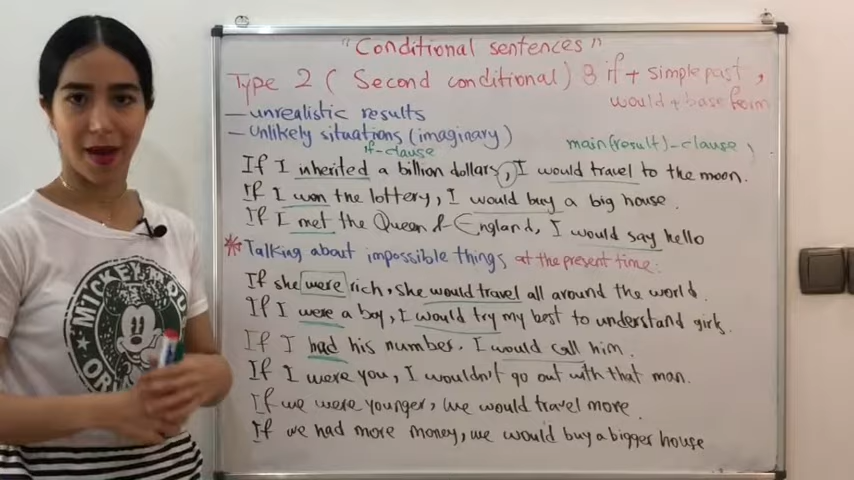 "Conditional sentences"
Type 2 ( Second conditional) 8 if + simple past,
would + base form
— unrealistic results
— Unlikely situations (imaginary)
if-clause
main(result)-clause
If I inherited a billion dollars, I would travel to the moon.
If I won the lottery, I would buy a big house.
If I met the Queen of England, I would say hello
* Talking about impossible things at the present time:
If she were rich, she would travel all around the world.
If I were a boy, I would try my best to understand girls.
If I had his number. I would call him.
If I were you, I wouldn't go out with that man.
If we were younger, we would travel more.
If we had more money, we would buy a bigger house
MICKEY MOUSE